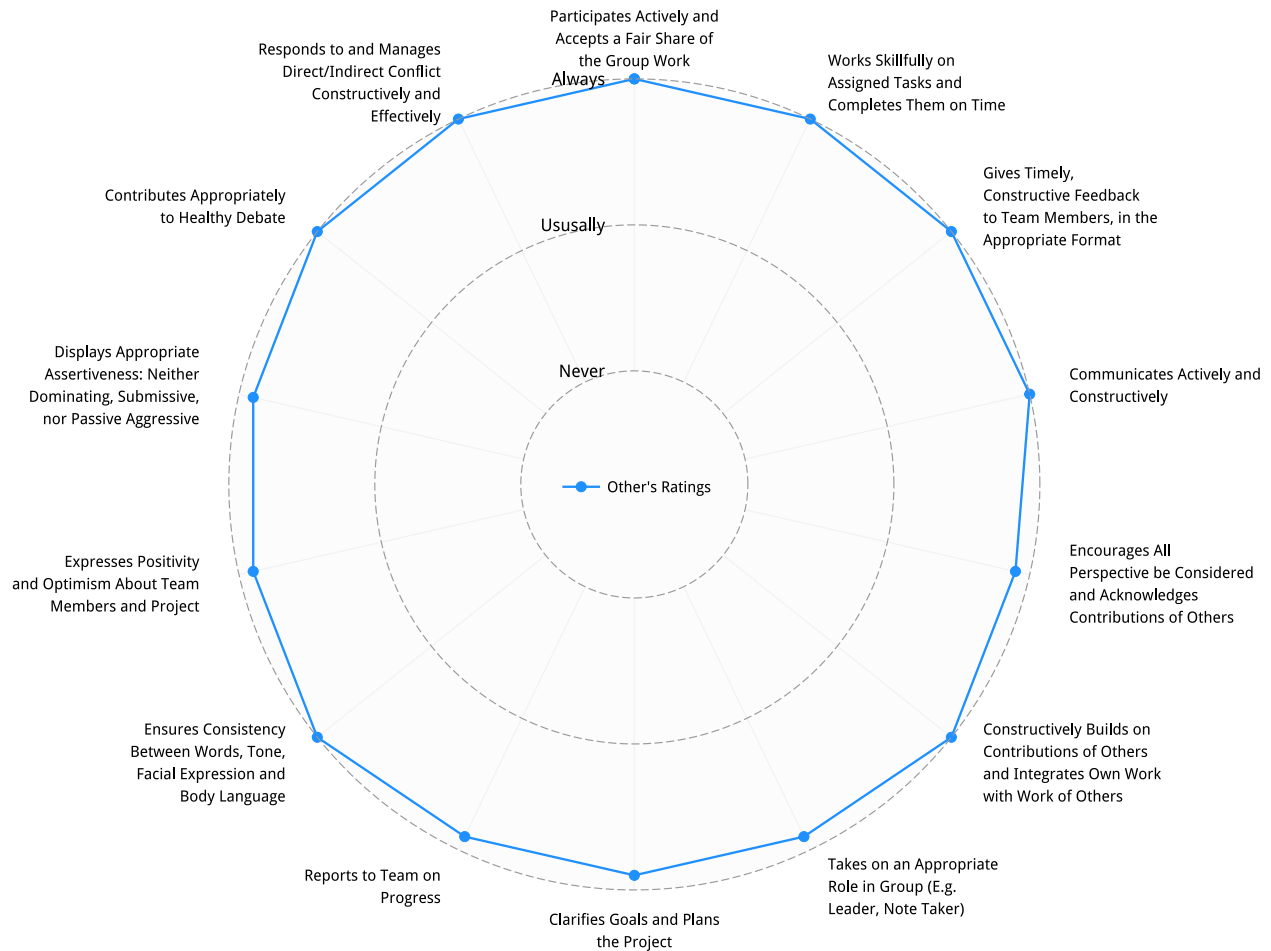 Participates Actively and
Accepts a Fair Share of
the Group Work
Works Skillfully on
Assigned Tasks and
Completes Them on Time
Gives Timely,
Constructive Feedback
to Team Members, in the
Appropriate Format
Communicates Actively and
Constructively
Encourages All
Perspective be Considered
and Acknowledges
Contributions of Others
Constructively Builds on
Contributions of Others
and Integrates Own Work
with Work of Others
Takes on an Appropriate
Role in Group (E.g.
Leader, Note Taker)
Clarifies Goals and Plans
the Project
Reports to Team on
Progress
Ensures Consistency
Between Words, Tone,
Facial Expression and
Body Language
Expresses Positivity
and Optimism About Team
Members and Project
Displays Appropriate
Assertiveness: Neither
Dominating, Submissive,
nor Passive Aggressive
Contributes Appropriately
to Healthy Debate
Responds to and Manages
Direct/Indirect Conflict
Constructively and
Effectively
Always
Ususally
Never
Other's Ratings